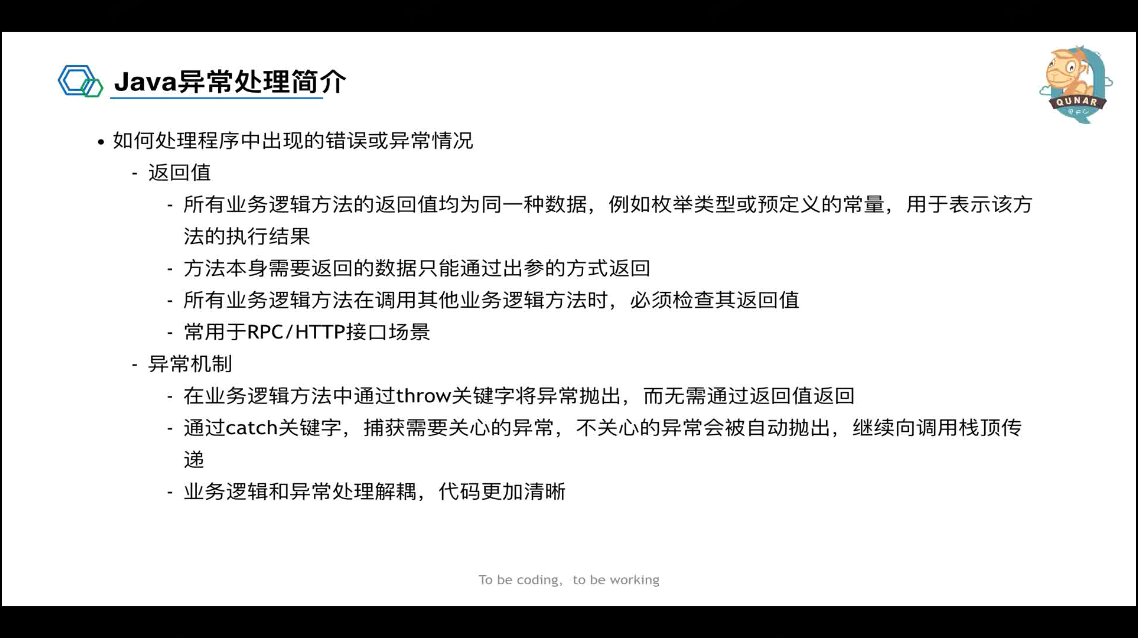 Java异常处理简介
QUNAR
• 如何处理程序中出现的错误或异常情况
- 返回值
- 所有业务逻辑方法的返回值均为同一种数据，例如枚举类型或预定义的常量，用于表示该方
法的执行结果
- 方法本身需要返回的数据只能通过出参的方式返回
- 所有业务逻辑方法在调用其他业务逻辑方法时，必须检查其返回值
- 常用于RPC/HTTP接口场景
- 异常机制
- 在业务逻辑方法中通过throw关键字将异常抛出，而无需通过返回值返回
- 通过catch关键字，捕获需要关心的异常，不关心的异常会被自动抛出，继续向调用栈顶传
递
- 业务逻辑和异常处理解耦，代码更加清晰
To be coding，to be working